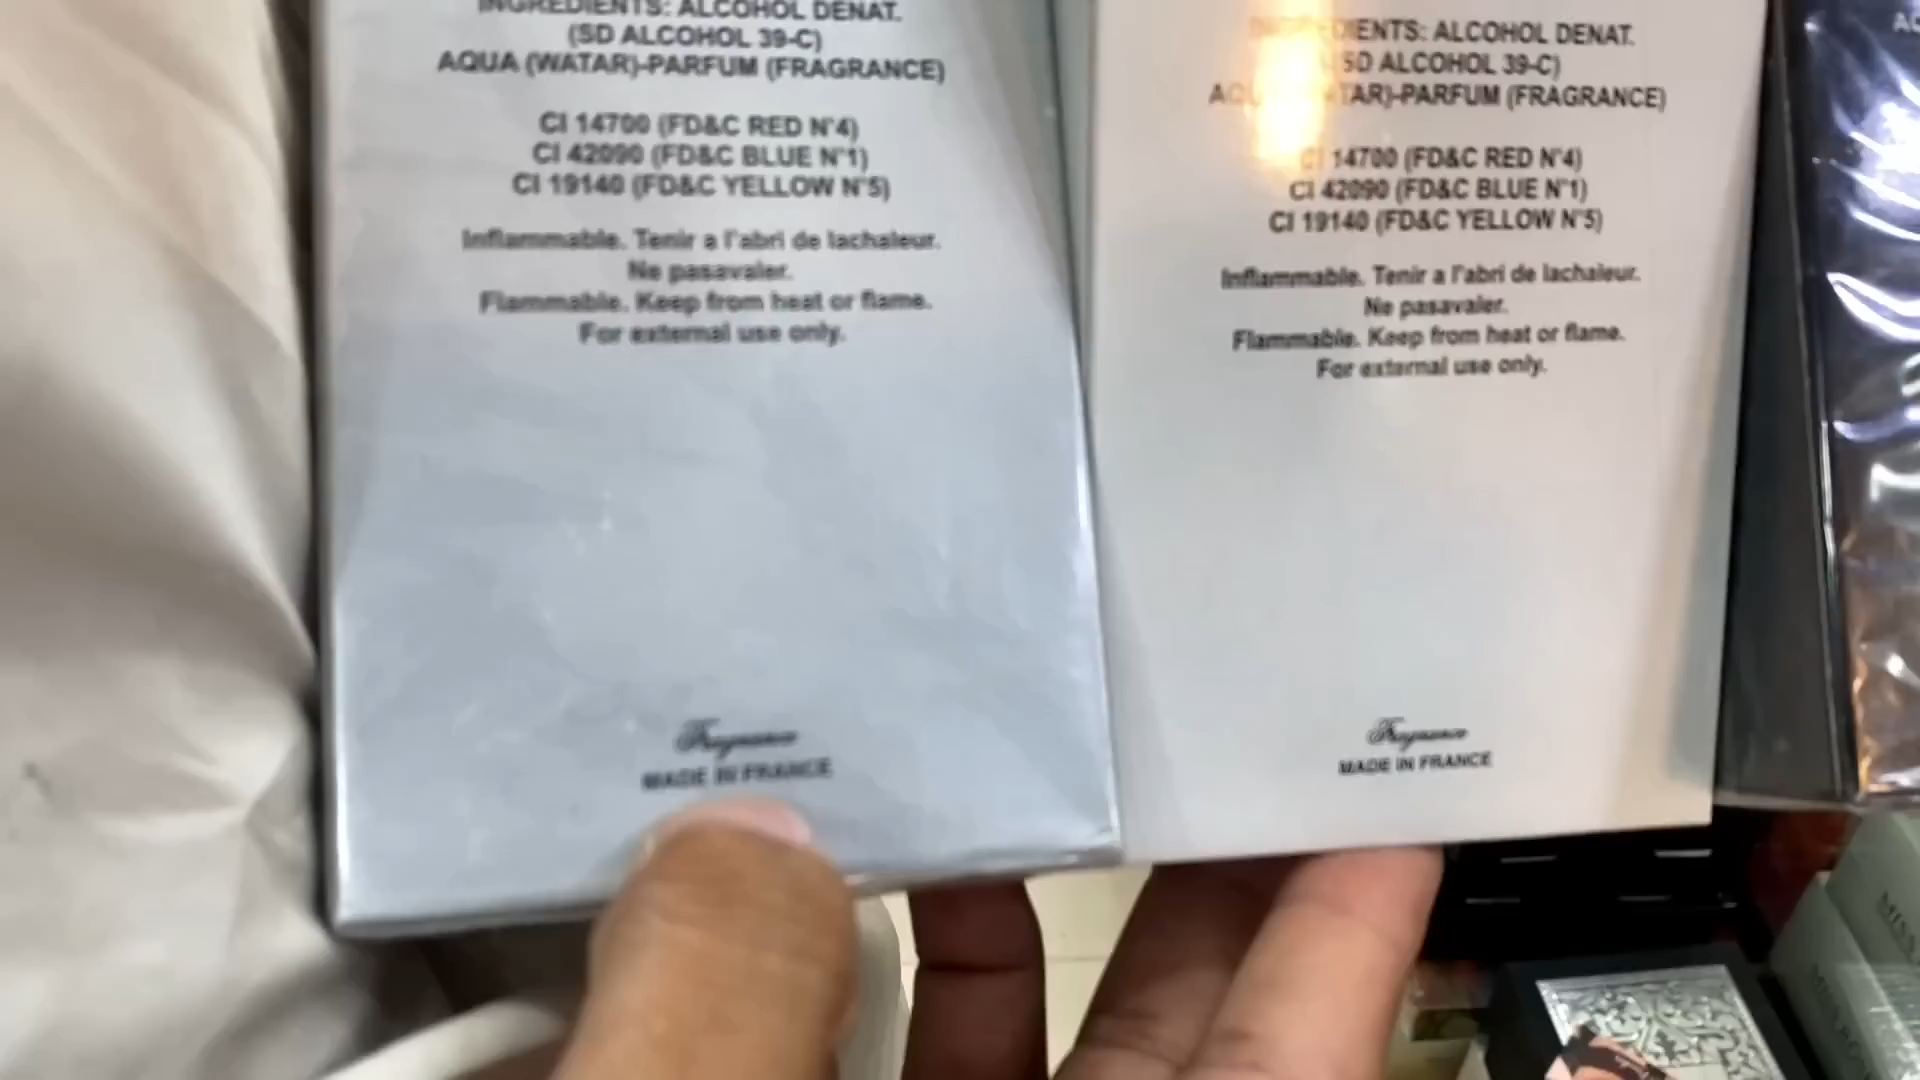 INGREDIENTS: ALCOHOL DENAT.
(SD ALCOHOL 39-C)
AQUA (WATAR)-PARFUM (FRAGRANCE)
CI 14700 (FD&C RED N°4)
CI 42090 (FD&C BLUE N°1)
CI 19140 (FD&C YELLOW N°5)
Inflammable. Tenir a l'abri de lachaleur.
Ne pasavaler.
Flammable. Keep from heat or flame.
For external use only.
Fragrance
MADE IN FRANCE
DIENTS: ALCOHOL DENAT.
SD ALCOHOL 39-C)
TAR)-PARFUM (FRAGRANCE)
CI 14700 (FD&C RED N°4)
CI 42090 (FD&C BLUE N°1)
CI 19140 (FD&C YELLOW N°5)
Inflammable. Tenir a l'abri de lachaleur.
Ne pasavaler.
Flammable. Keep from heat or flame.
For external use only.
Fragrance
MADE IN FRANCE